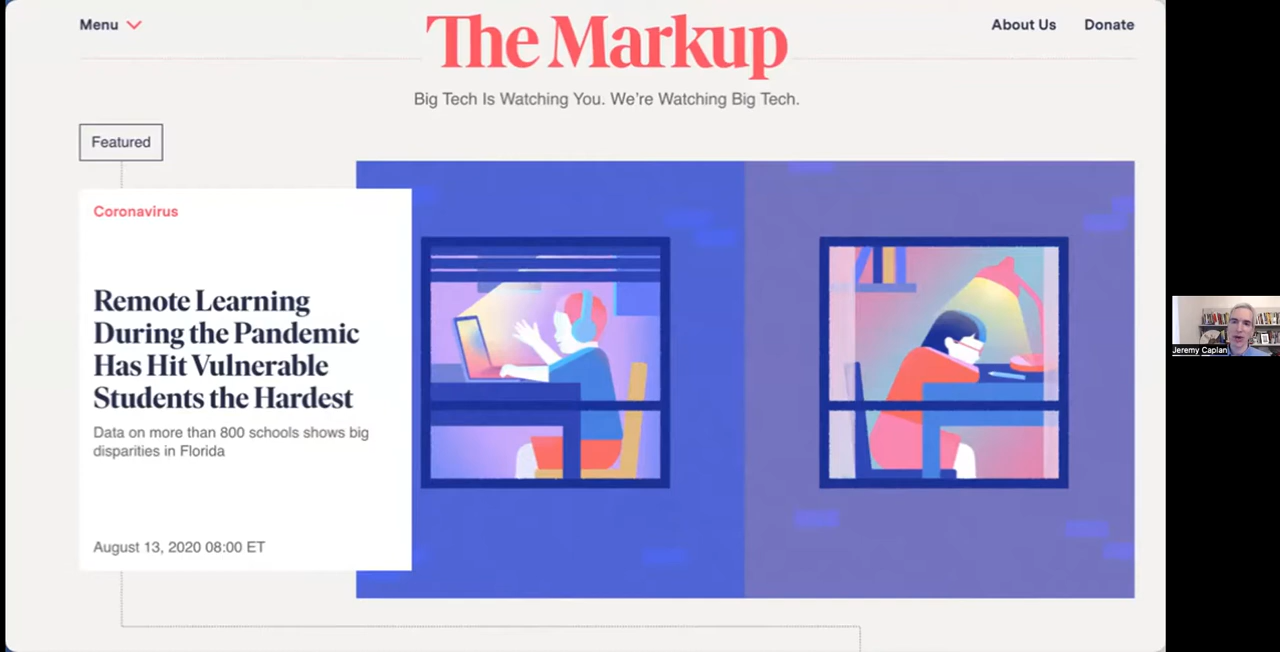 Menu
The Markup
About Us
Donate
Big Tech Is Watching You. We're Watching Big Tech.
Featured
Coronavirus
Remote Learning
During the Pandemic
Has Hit Vulnerable
Students the Hardest
Data on more than 800 schools shows big
disparities in Florida
August 13, 2020 08:00 ET
Jeremy Caplan